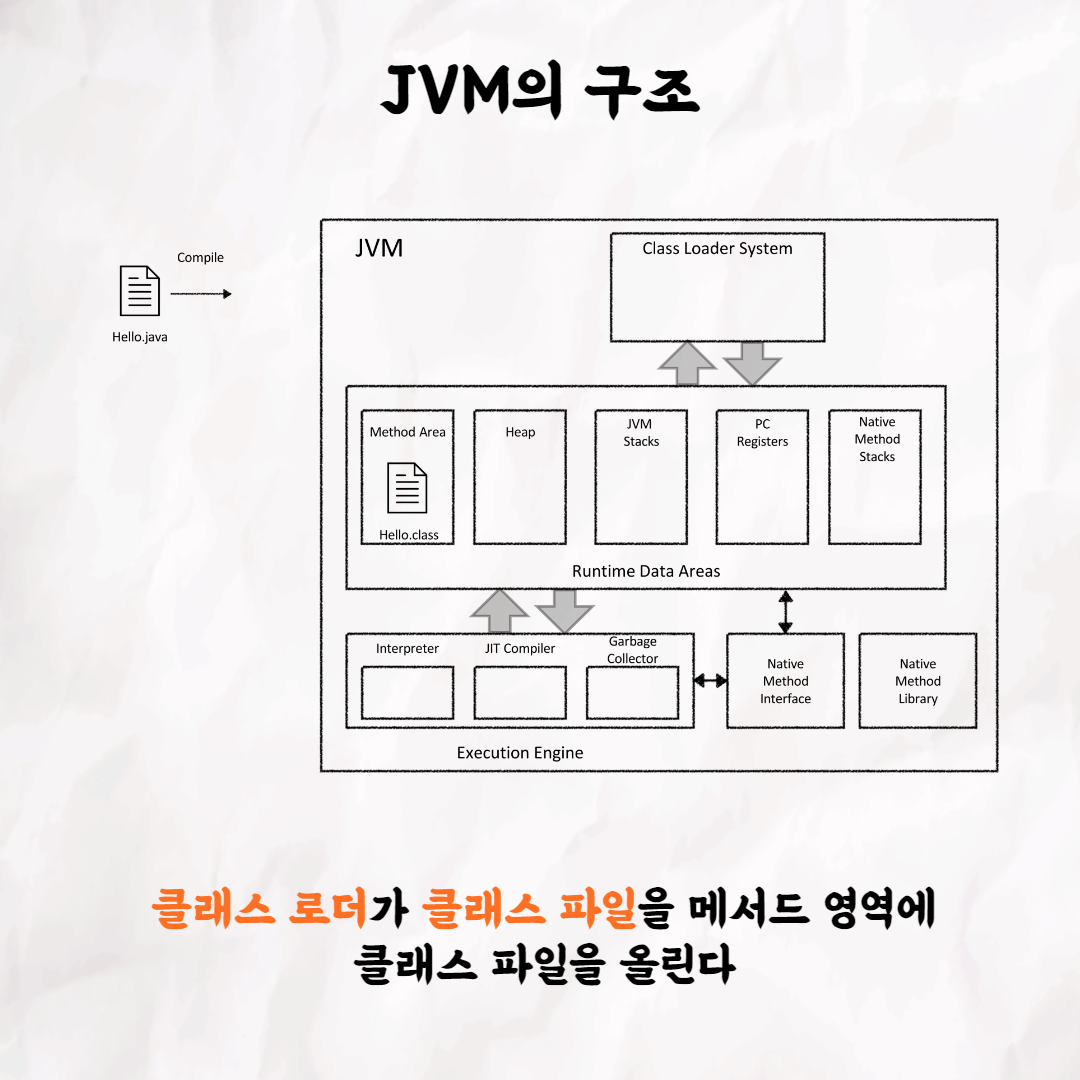 JVM의 구조
JVM
Class Loader System
Compile
Hello.java
Method Area
Hello.class
Heap
JVM
Stacks
PC
Registers
Native
Method
Stacks
Runtime Data Areas
Interpreter
JIT Compiler
Garbage
Collector
Execution Engine
Native
Method
Interface
Native
Method
Library
클래스 로더가 클래스 파일을 메서드 영역에
클래스 파일을 올린다